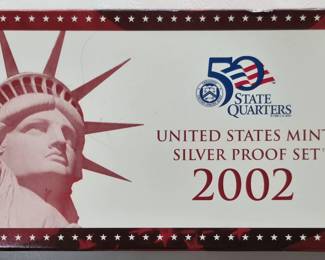 50
STATE
QUARTERS
UNITED STATES MINT
SILVER PROOF SET
2002